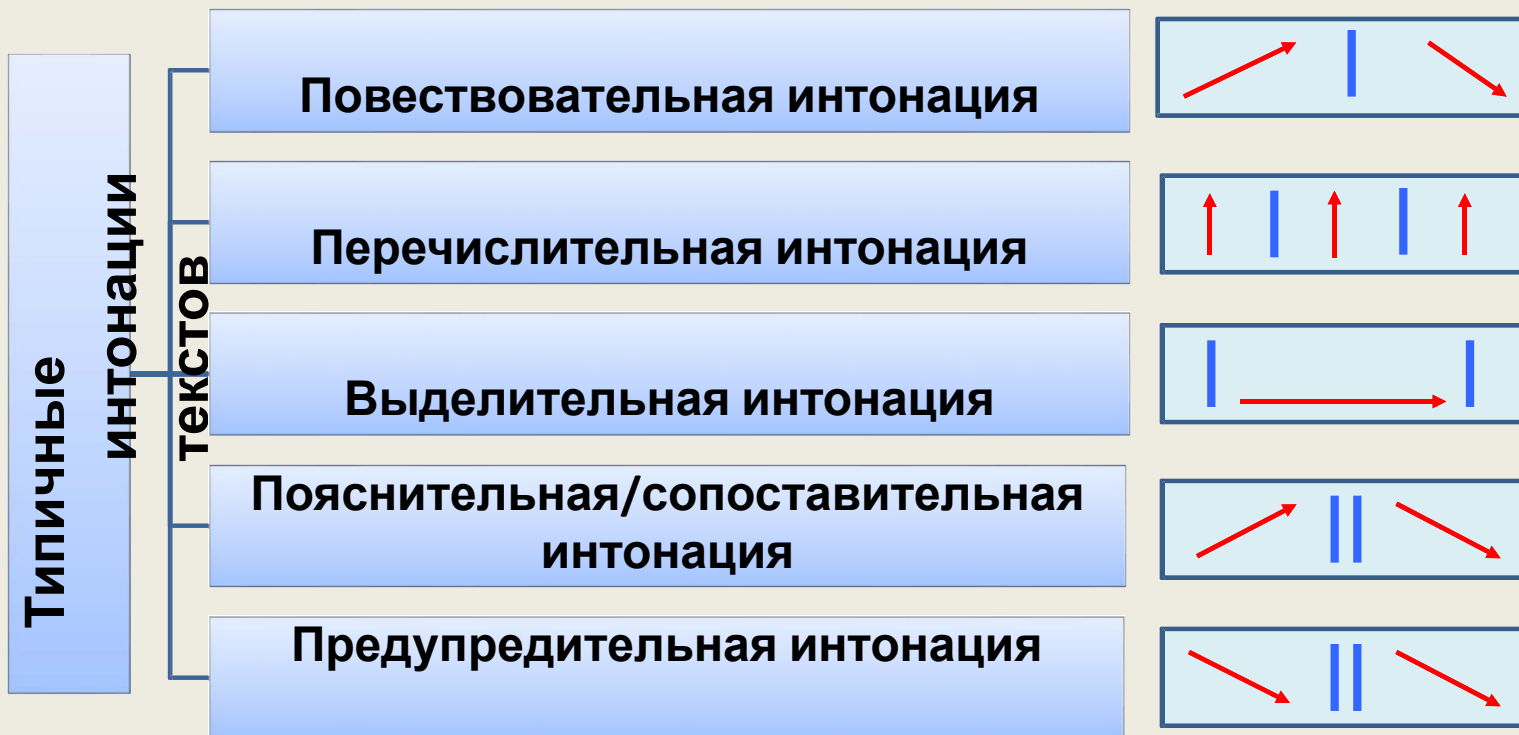 Типичные
интонации
текстов
Повествовательная интонация
Перечислительная интонация
Выделительная интонация
Пояснительная/сопоставительная
интонация
Предупредительная интонация